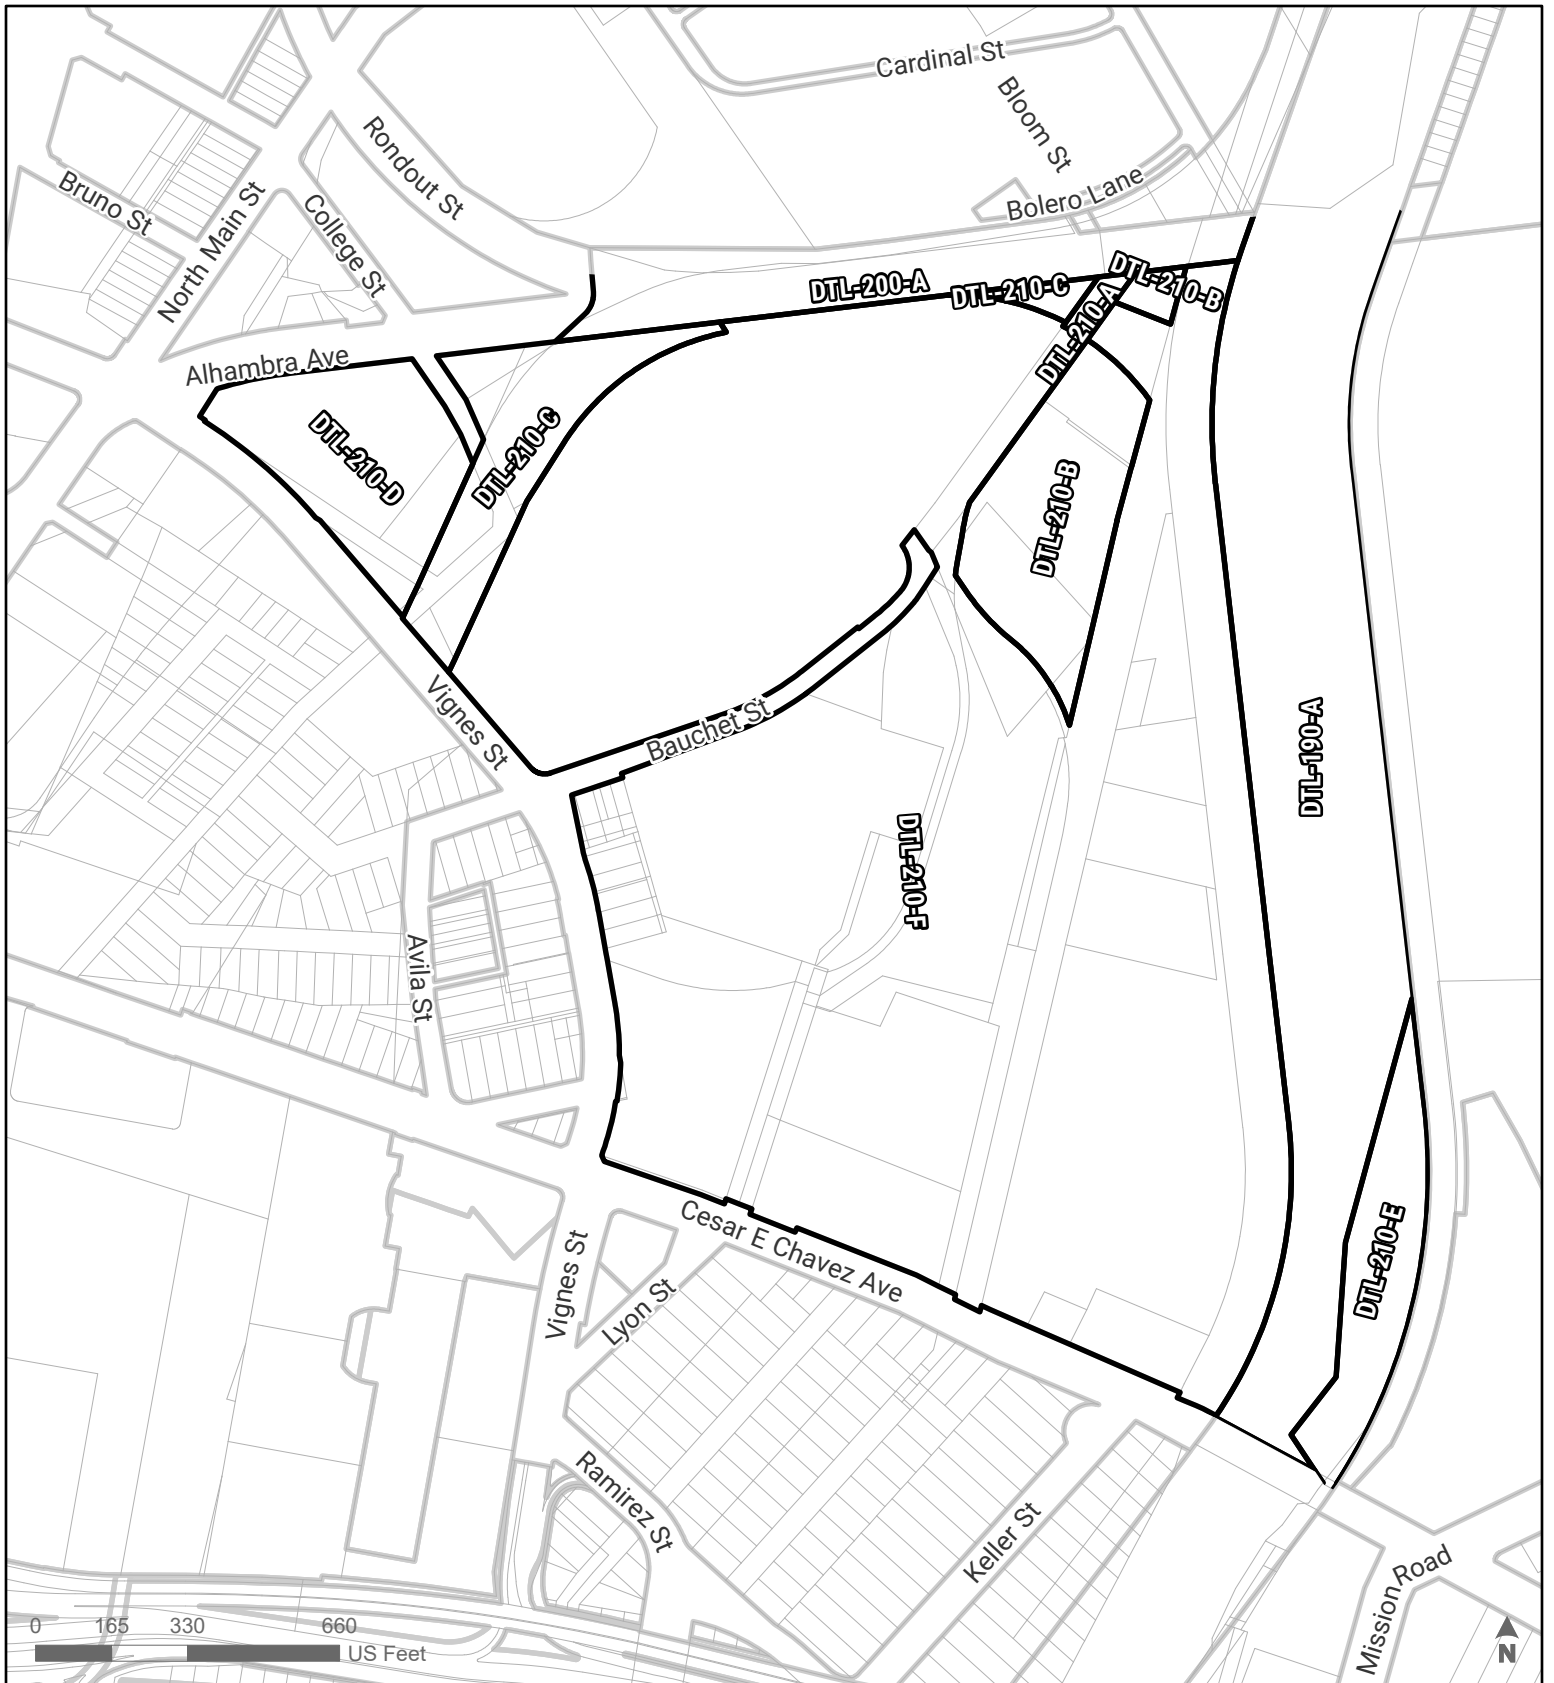 Cardinal St
Bloom St
Rondout St
Bruno St
North Main St
College St
Bolero Lane
DTL-200-A
DTL-210-C
DTL-210-B
DTL-210-A
Alhambra Ave
DTL-210-D
DTL-210-C
DTL-210-B
Vignes St
Bauchet St
DTL-190-A
DTL-210-F
Avila St
Cesar E Chavez Ave
Vignes St
Lyon St
DTL-210-E
Ramirez St
Keller St
Mission Road
0 165 330 660
US Feet
N